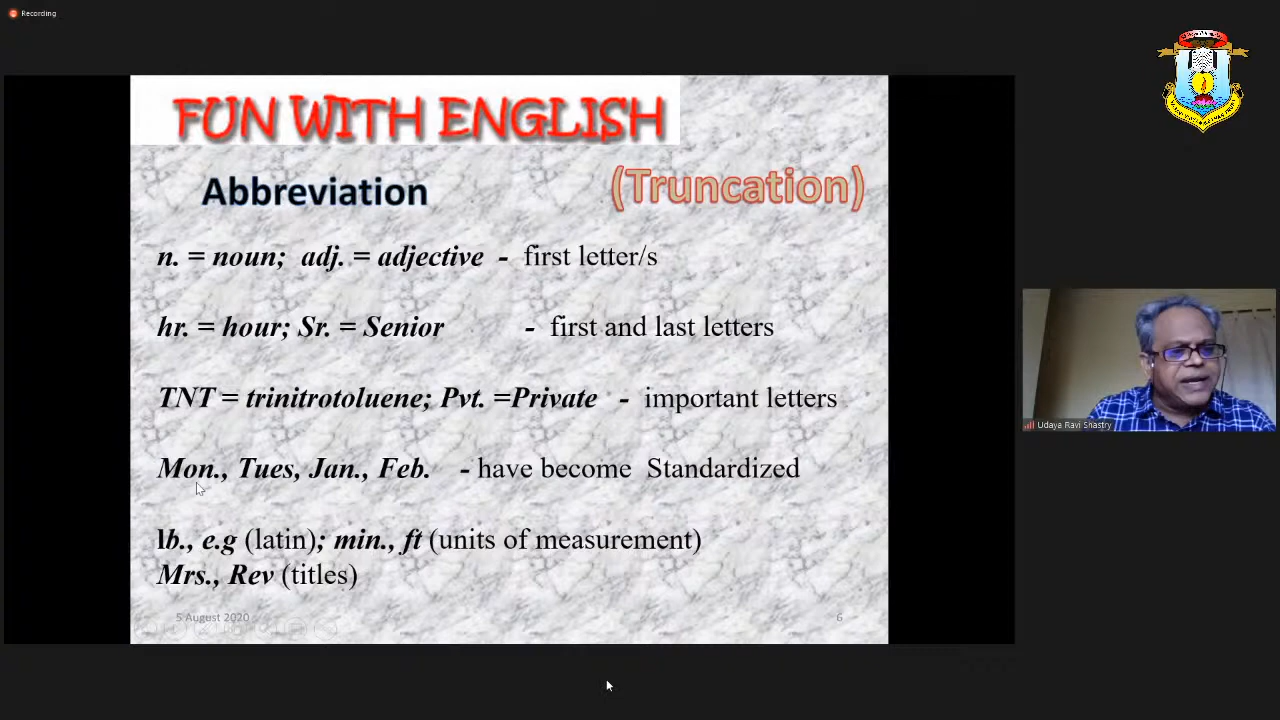 Recording
FUN WITH ENGLISH
Abbreviation (Truncation)
n. = noun; adj. = adjective - first letter/s
hr. = hour; Sr. = Senior - first and last letters
TNT = trinitrotoluene; Pvt. =Private - important letters
Mon., Tues, Jan., Feb. - have become Standardized
lb., e.g (latin); min., ft (units of measurement)
Mrs., Rev (titles)
5 August 2020 6
Udaya Ravi Shastry